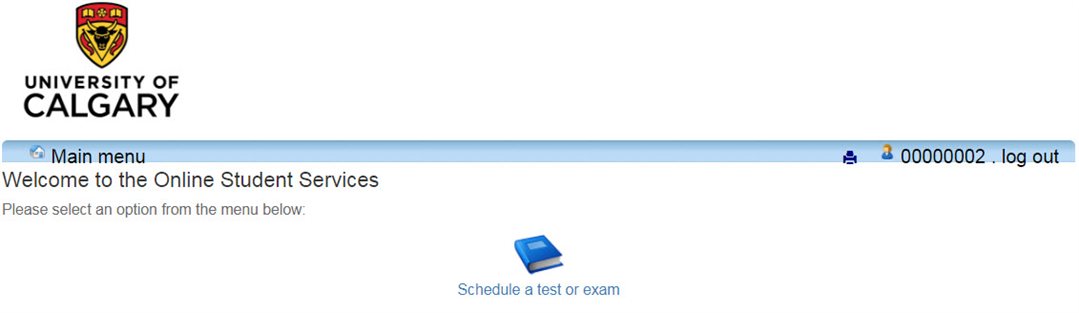 UNIVERSITY OF
CALGARY
Main menu
00000002 . log out
Welcome to the Online Student Services
Please select an option from the menu below:
Schedule a test or exam